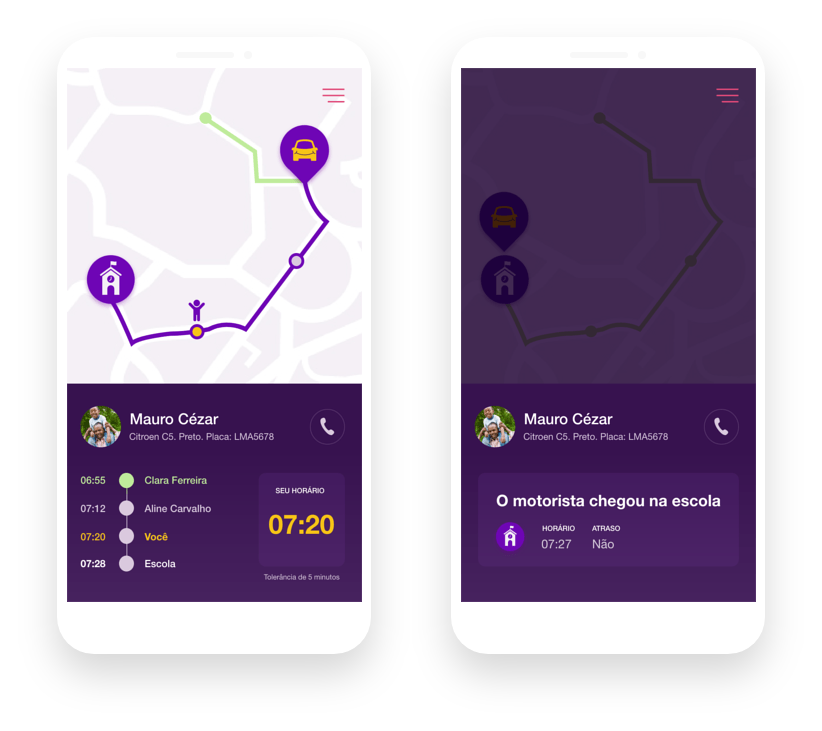 Mauro Cézar
Citroen C5. Preto. Placa: LMA5678
06:55 Clara Ferreira
07:12 Aline Carvalho
07:20 Você
07:28 Escola
SEU HORÁRIO
07:20
Tolerância de 5 minutos
Mauro Cézar
Citroen C5. Preto. Placa: LMA5678
O motorista chegou na escola
HORÁRIO ATRASO
07:27 Não